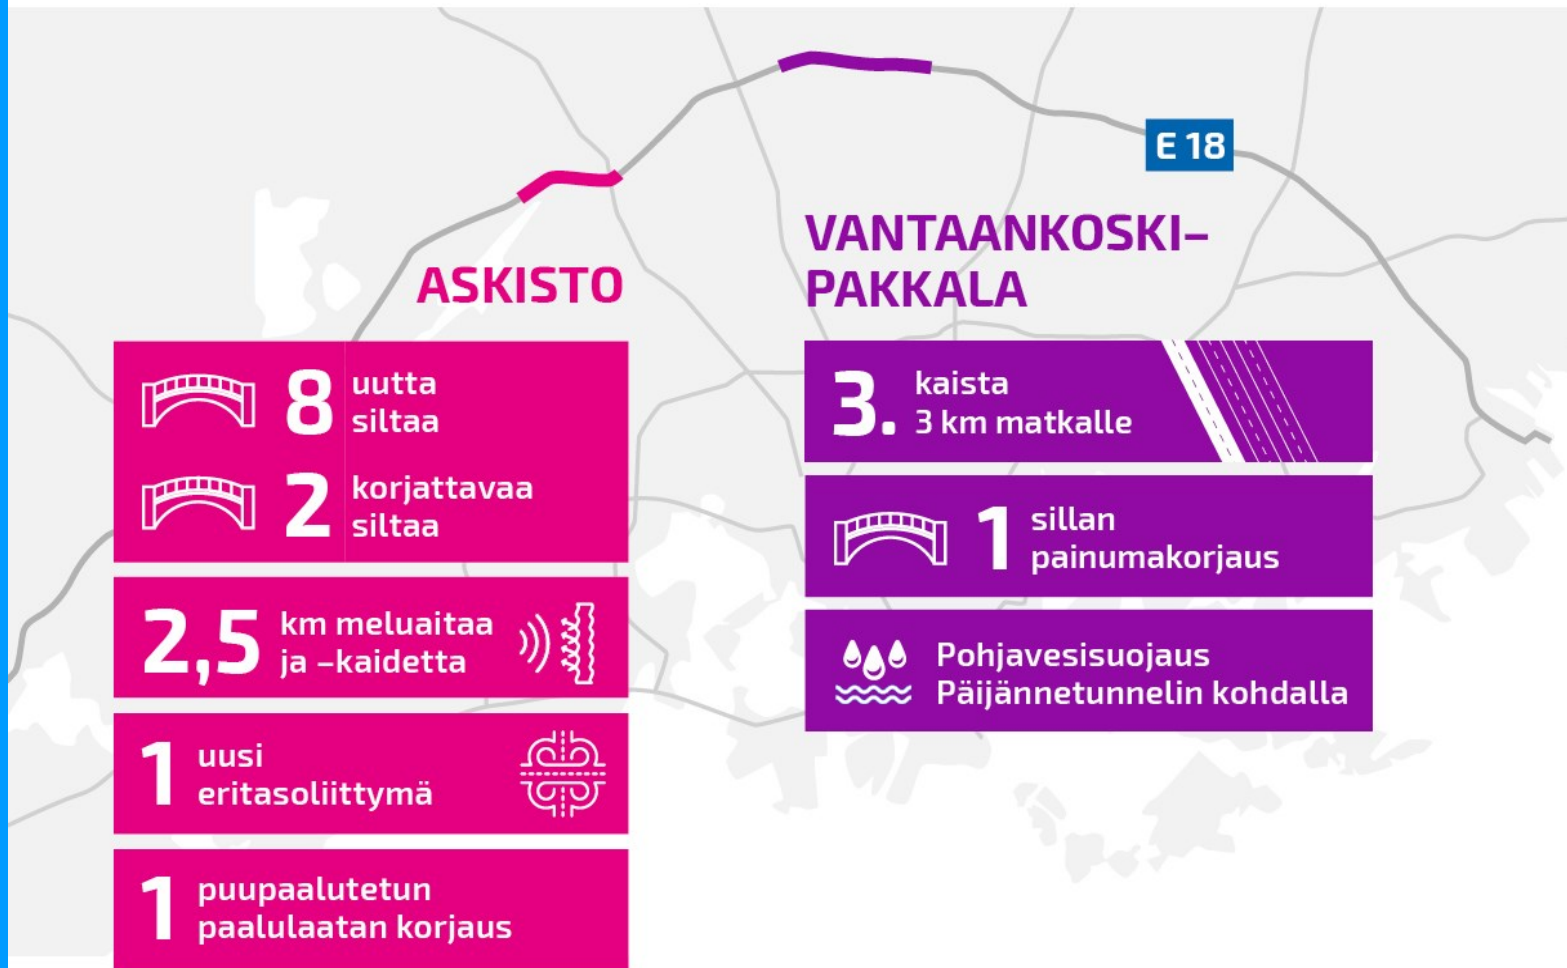 E 18
ASKISTO
8 uutta
siltaa
2 korjattavaa
siltaa
2,5 km meluaitaa
ja –kaidetta
1 uusi
eritasoliittymä
1 puupaalutetun
paalulaatan korjaus
VANTAANKOSKI–
PAKKALA
3. kaista
3 km matkalle
1 sillan
painumakorjaus
Pohjavesisuojaus
Päijännetunnelin kohdalla